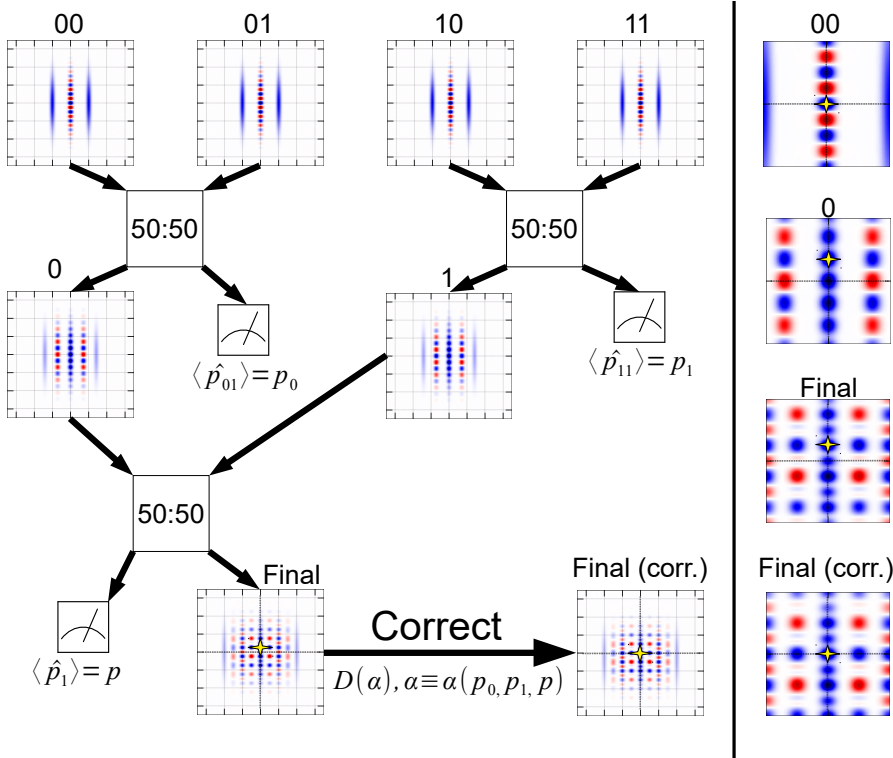 00 01 10 11 00
50:50 50:50
0
0 1
⟨p̂₀₁⟩=p₀ ⟨p̂₁₁⟩=p₁
Final
50:50
Final Final (corr.) Final (corr.)
Correct
⟨p̂₁⟩=p D(α), α≡α(p₀, p₁, p)